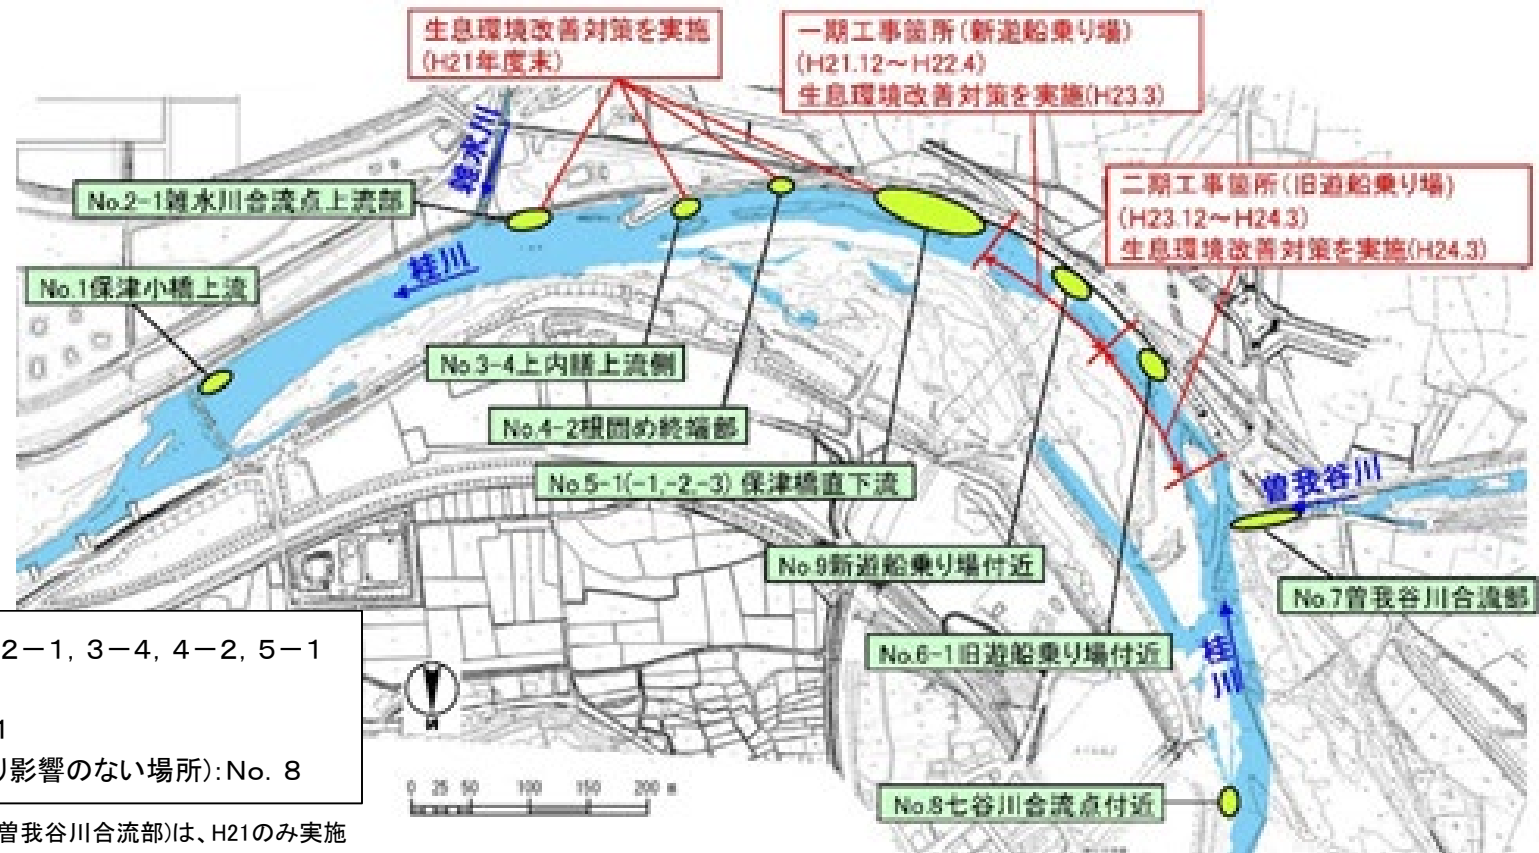 生息環境改善対策を実施
(H21年度末)
一期工事箇所(新遊船乗り場)
(H21.12～H22.4)
生息環境改善対策を実施(H23.3)
二期工事箇所(旧遊船乗り場)
(H23.12～H24.3)
生息環境改善対策を実施(H24.3)
雑水川
No.2-1雑水川合流点上流部
桂川
No.1保津小橋上流
No.3-4上内膳上流側
No.4-2根固め終端部
No.5-1(-1,-2,-3) 保津橋直下流
曽我谷川
No.9新遊船乗り場付近
No.7曽我谷川合流部
No.6-1旧遊船乗り場付近
桂川
No.8七谷川合流点付近
2－1, 3－4, 4－2, 5－1
1
り影響のない場所):No. 8
曽我谷川合流部)は、H21のみ実施
0 25 50 100 150 200 m